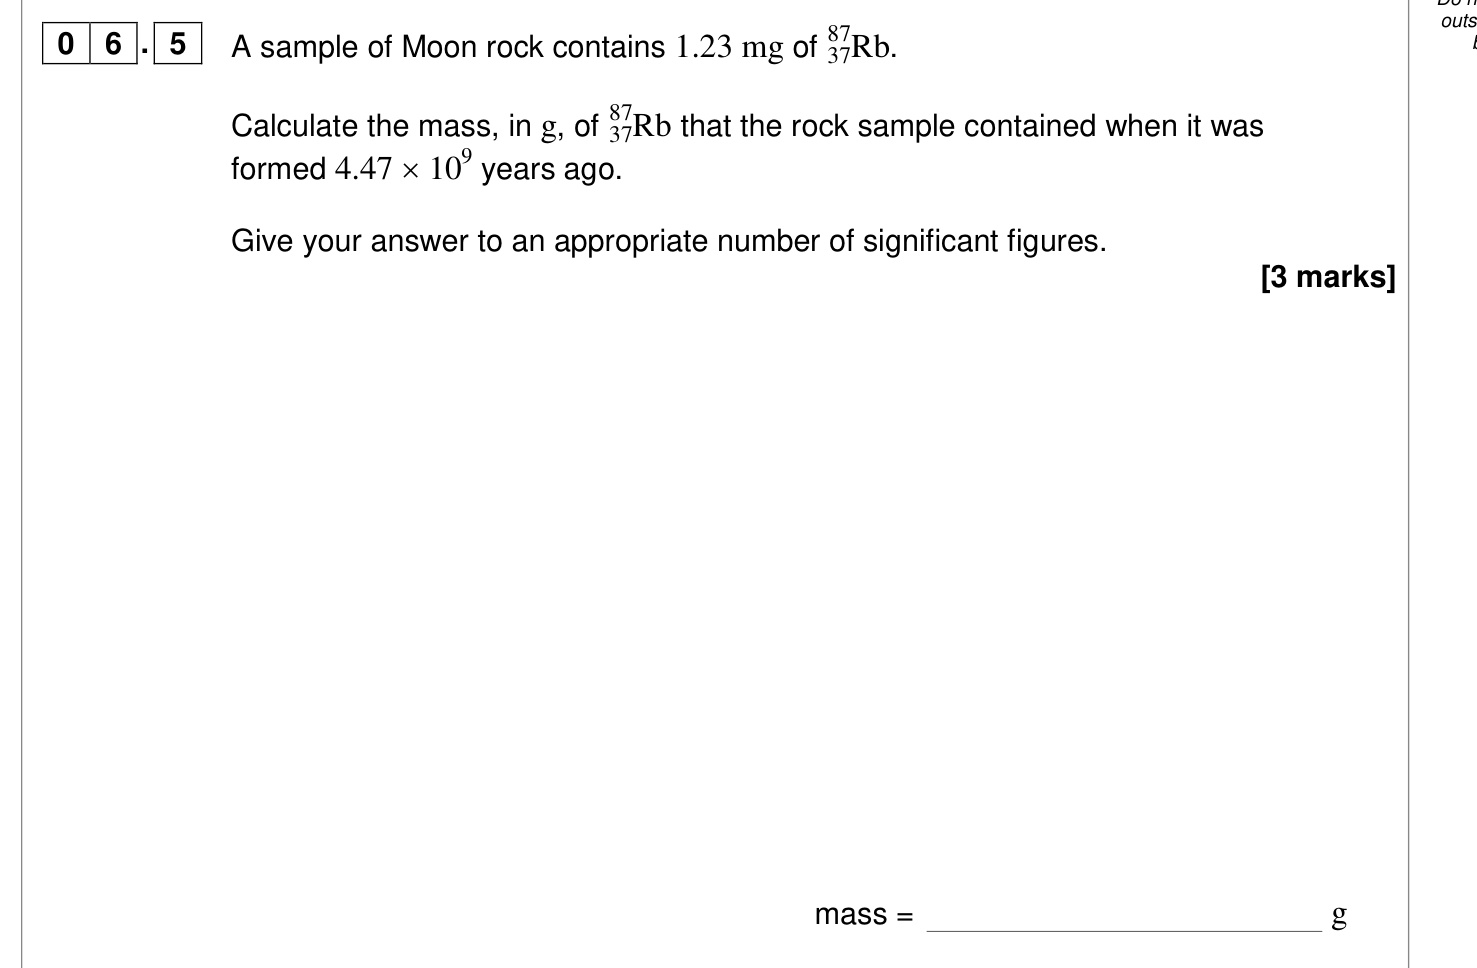 0 6 . 5 A sample of Moon rock contains 1.23 mg of ⁸⁷₃₇Rb.
outs
Calculate the mass, in g, of ⁸⁷₃₇Rb that the rock sample contained when it was
formed 4.47 × 10⁹ years ago.
Give your answer to an appropriate number of significant figures.
[3 marks]
mass = g